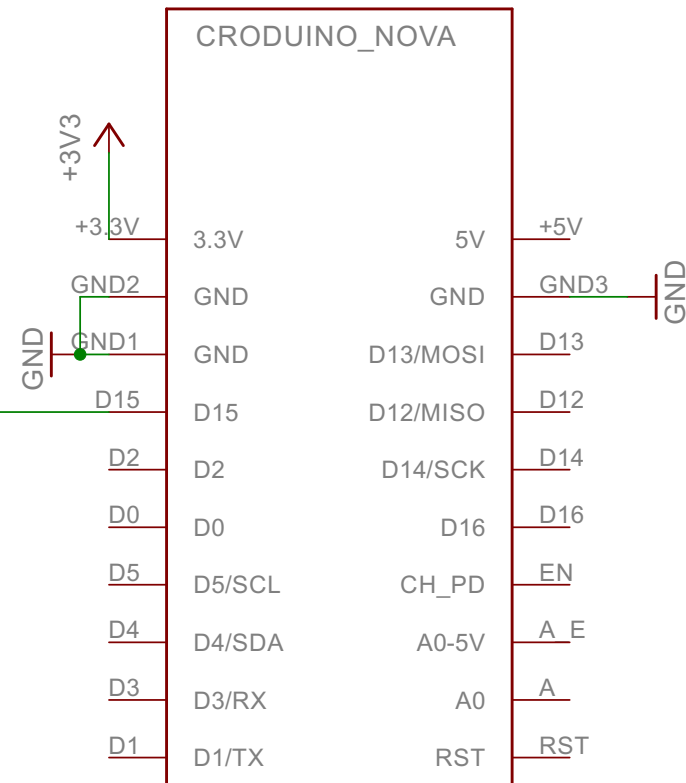 CRODUINO_NOVA
+3V3
+3.3V 3.3V 5V +5V
GND2 GND GND GND3 GND
GND GND1 GND D13/MOSI D13
D15 D15 D12/MISO D12
D2 D2 D14/SCK D14
D0 D0 D16 D16
D5 D5/SCL CH_PD EN
D4 D4/SDA A0-5V A_E
D3 D3/RX A0 A
D1 D1/TX RST RST